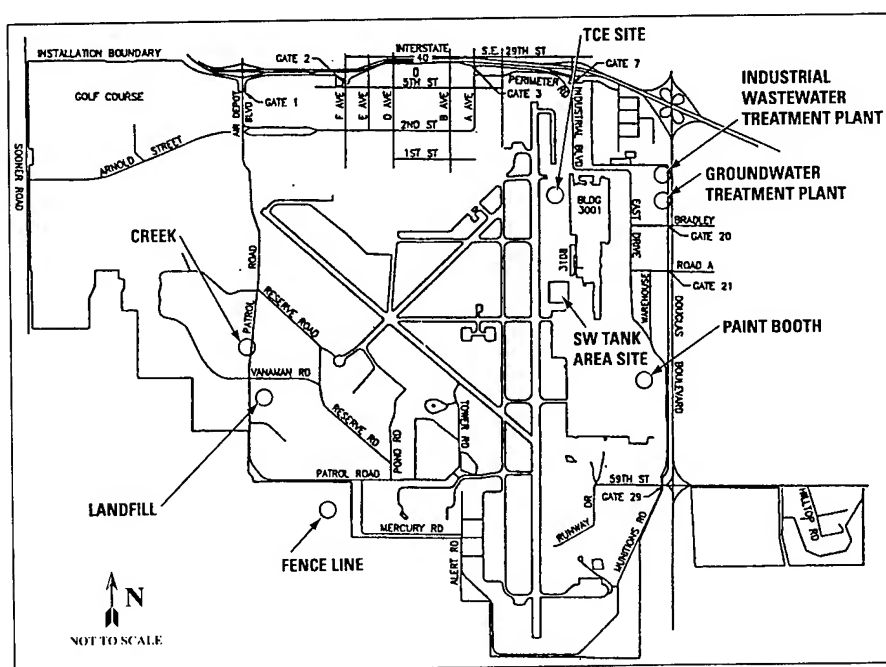 TCE SITE
INSTALLATION BOUNDARY
GATE 2
INTERSTATE
40
S.E. 29TH ST
GATE 7
5TH ST
PERIMETER RD
GATE 3
INDUSTRIAL
WASTEWATER
TREATMENT PLANT
GOLF COURSE
AIR DEPOT
BLVD
GATE 1
F AVE
E AVE
D AVE
B AVE
A AVE
INDUSTRIAL BLVD
2ND ST
1ST ST
SOONER ROAD
ARNOLD STREET
GROUNDWATER
TREATMENT PLANT
BLDG
3001
EAST DRIVE
BRADLEY
GATE 20
CREEK
PATROL ROAD
RESERVE ROAD
ROAD A
GATE 21
WAREHOUSE
DOUGLAS BOULEVARD
SW TANK
AREA SITE
PAINT BOOTH
VANAMAN RD
RESERVE RD
POND RD
TOWER RD
LANDFILL
PATROL ROAD
59TH ST
GATE 29
HILLTOP RD
MERCURY RD
RUNWAY DR
MUNITIONS RD
FENCE LINE
ALERT RD
N
NOT TO SCALE